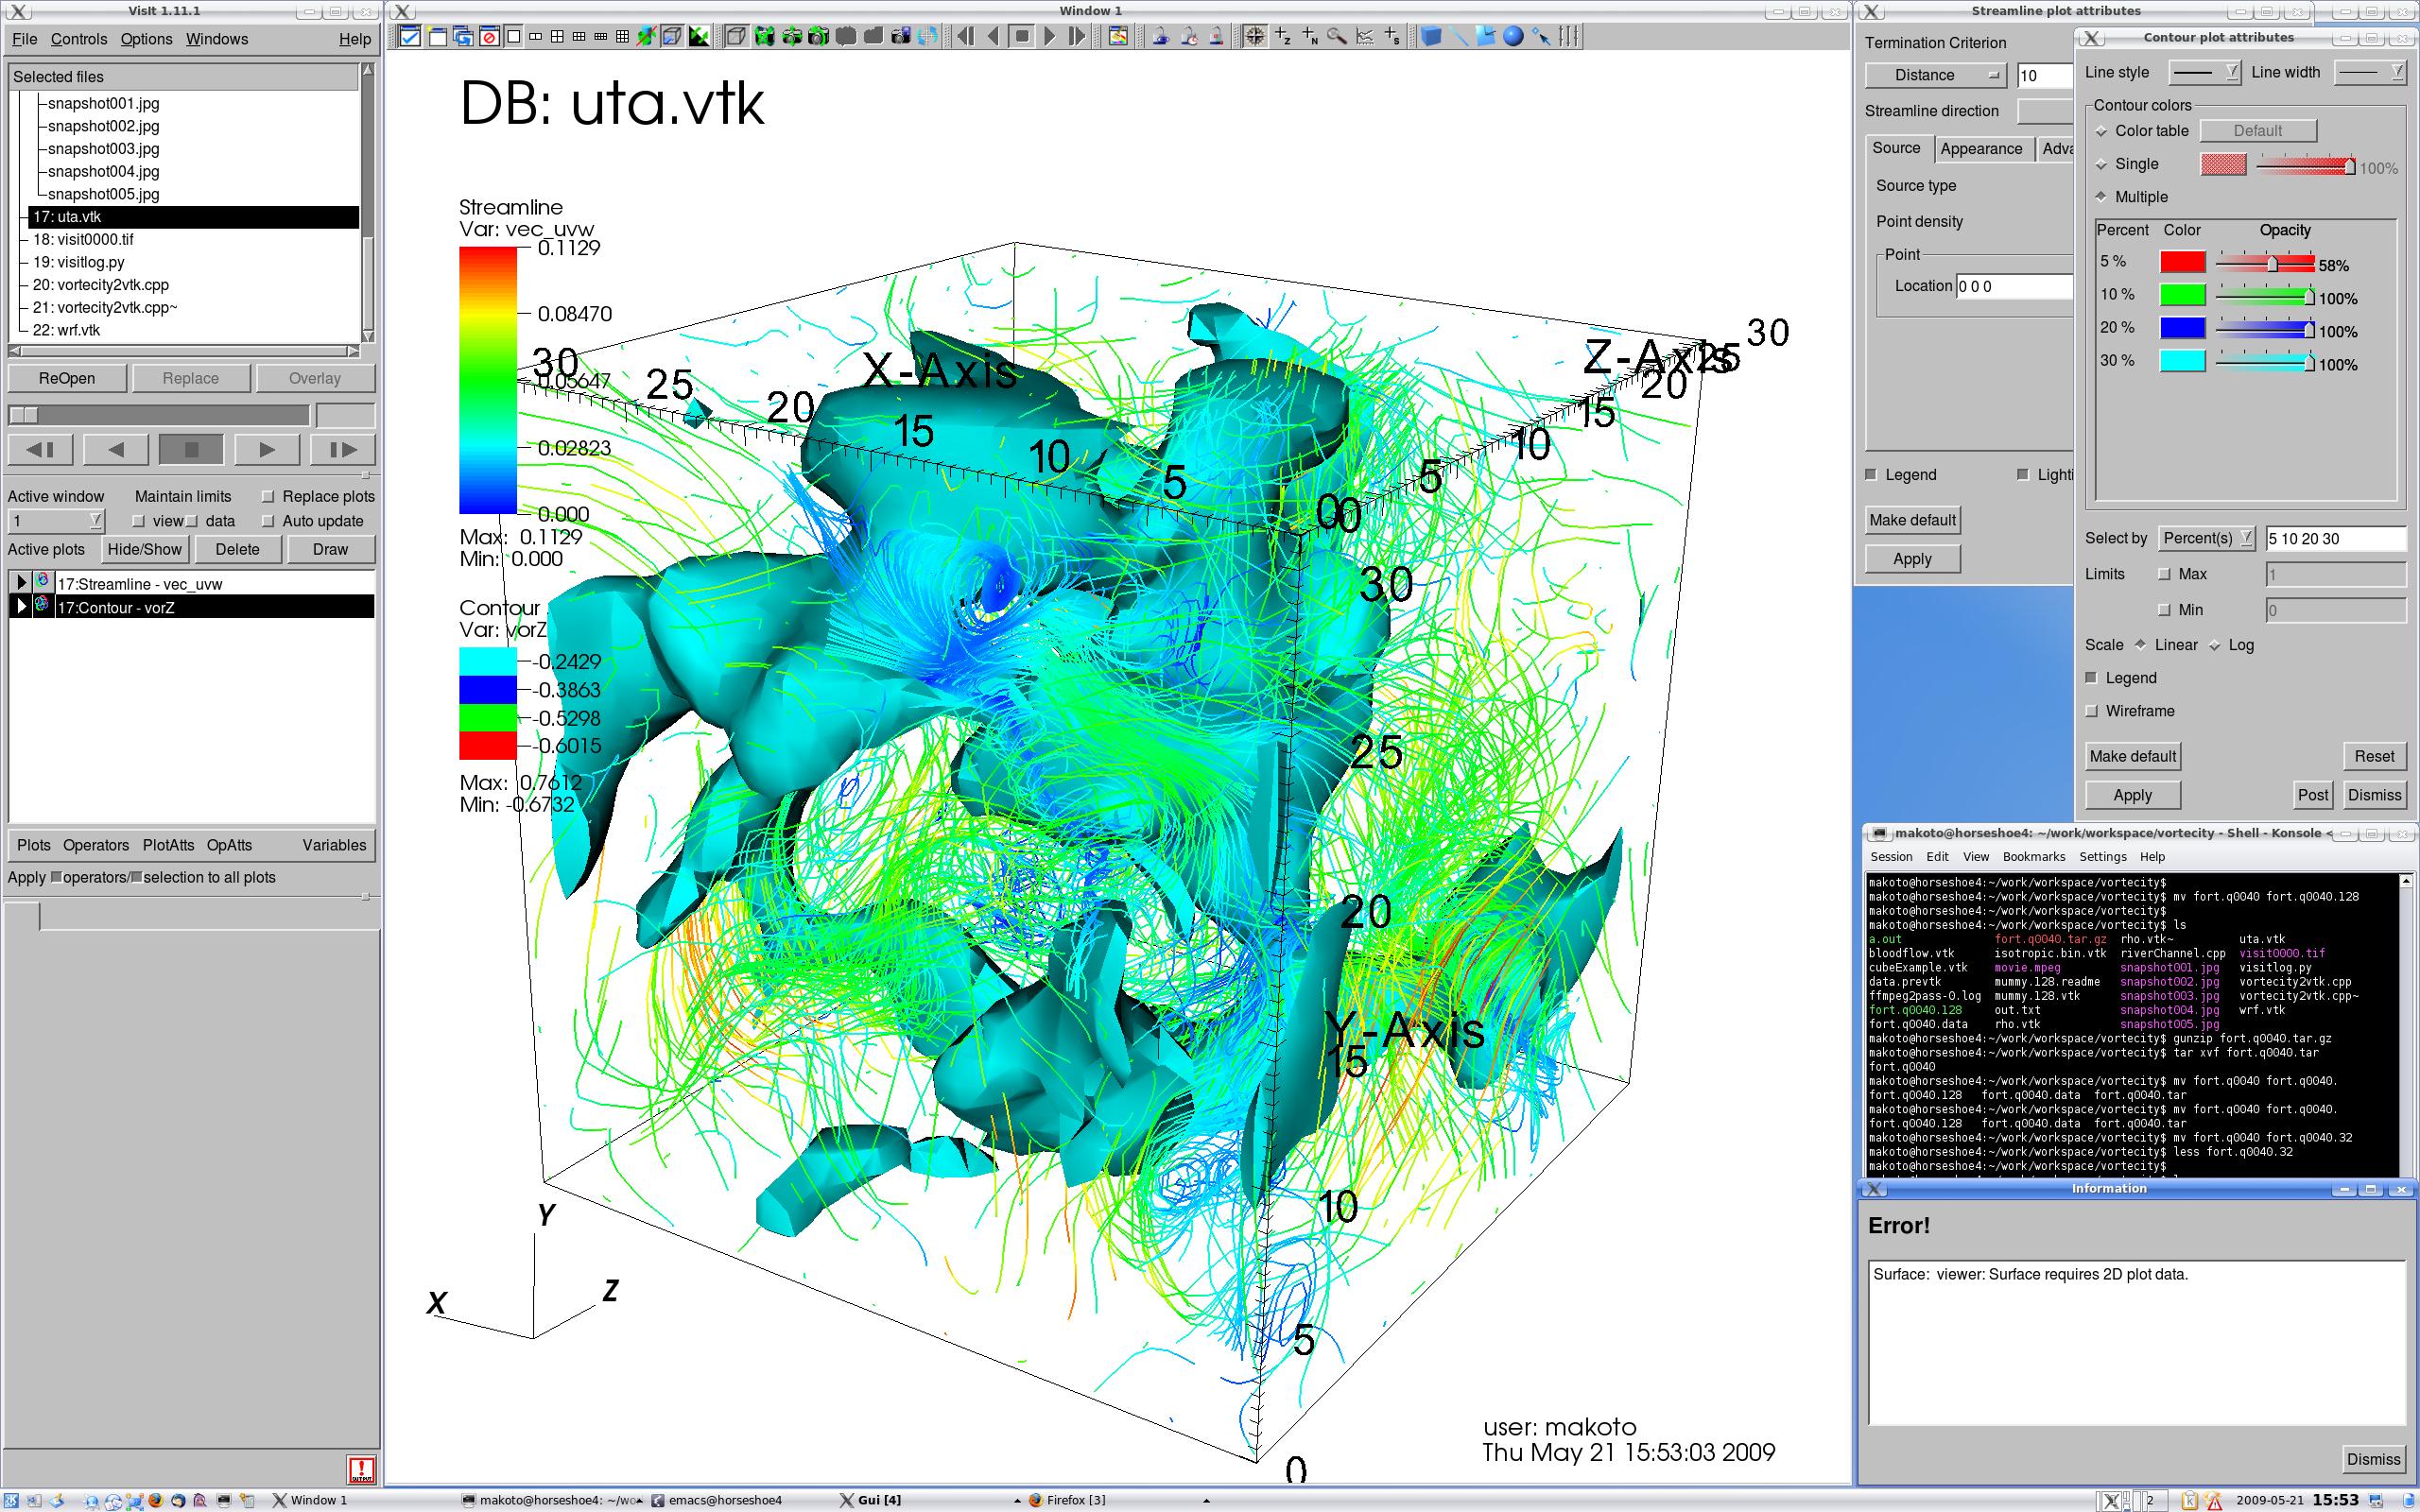 VisIt 1.11.1
File Controls Options Windows Help
Selected files
snapshot001.jpg
snapshot002.jpg
snapshot003.jpg
snapshot004.jpg
snapshot005.jpg
17: uta.vtk
18: visit0000.tif
19: visitlog.py
20: vortecity2vtk.cpp
21: vortecity2vtk.cpp~
22: wrf.vtk
ReOpen Replace Overlay
Active window Maintain limits Replace plots
1 view data Auto update
Active plots Hide/Show Delete Draw
17:Streamline - vec_uvw
17:Contour - vorZ
Plots Operators PlotAtts OpAtts Variables
Apply operators/ selection to all plots
Window 1
DB: uta.vtk
Streamline
Var: vec_uvw
0.1129
0.08470
0.05647
0.02823
0.000
Max: 0.1129
Min: 0.000
Contour
Var: vorZ
-0.2429
-0.3863
-0.5298
-0.6015
Max: 0.7612
Min: -0.6732
X-Axis
30
25
20
15
10
5
0
Z-Axis
0
5
10
15
20
25
30
Y-Axis
30
25
20
15
10
5
0
Y
X
Z
user: makoto
Thu May 21 15:53:03 2009
Streamline plot attributes
Termination Criterion
Distance 10
Streamline direction
Source Appearance Adva
Source type
Point density
Point
Location 0 0 0
Legend Lighti
Make default
Apply
Contour plot attributes
Line style Line width
Contour colors
Color table Default
Single 100%
Multiple
Percent Color Opacity
5 % 58%
10 % 100%
20 % 100%
30 % 100%
Select by Percent(s) 5 10 20 30
Limits Max 1
Min 0
Scale Linear Log
Legend
Wireframe
Make default Reset
Apply Post Dismiss
makoto@horseshoe4: ~/work/workspace/vortecity - Shell - Konsole <
Session Edit View Bookmarks Settings Help
makoto@horseshoe4:~/work/workspace/vortecity$
makoto@horseshoe4:~/work/workspace/vortecity$ mv fort.q0040 fort.q0040.128
makoto@horseshoe4:~/work/workspace/vortecity$
makoto@horseshoe4:~/work/workspace/vortecity$ ls
a.out fort.q0040.tar.gz rho.vtk~ uta.vtk
bloodflow.vtk isotropic.bin.vtk riverChannel.cpp visit0000.tif
cubeExample.vtk movie.mpeg snapshot001.jpg visitlog.py
data.prevtk mummy.128.readme snapshot002.jpg vortecity2vtk.cpp
ffmpeg2pass-0.log mummy.128.vtk snapshot003.jpg vortecity2vtk.cpp~
fort.q0040.128 out.txt snapshot004.jpg wrf.vtk
fort.q0040.data rho.vtk snapshot005.jpg
makoto@horseshoe4:~/work/workspace/vortecity$ gunzip fort.q0040.tar.gz
makoto@horseshoe4:~/work/workspace/vortecity$ tar xvf fort.q0040.tar
fort.q0040
makoto@horseshoe4:~/work/workspace/vortecity$ mv fort.q0040 fort.q0040.
fort.q0040.128 fort.q0040.data fort.q0040.tar
makoto@horseshoe4:~/work/workspace/vortecity$ mv fort.q0040 fort.q0040.
fort.q0040.128 fort.q0040.data fort.q0040.tar
makoto@horseshoe4:~/work/workspace/vortecity$ mv fort.q0040 fort.q0040.32
makoto@horseshoe4:~/work/workspace/vortecity$ less fort.q0040.32
makoto@horseshoe4:~/work/workspace/vortecity$
Information
Error!
Surface: viewer: Surface requires 2D plot data.
Dismiss
Window 1 makoto@horseshoe4: ~/wo emacs@horseshoe4 Gui [4] Firefox [3] 2 2009-05-21 15:53